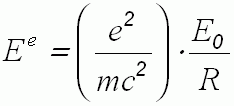 E^e = (e^2 / mc^2) · E_0 / R